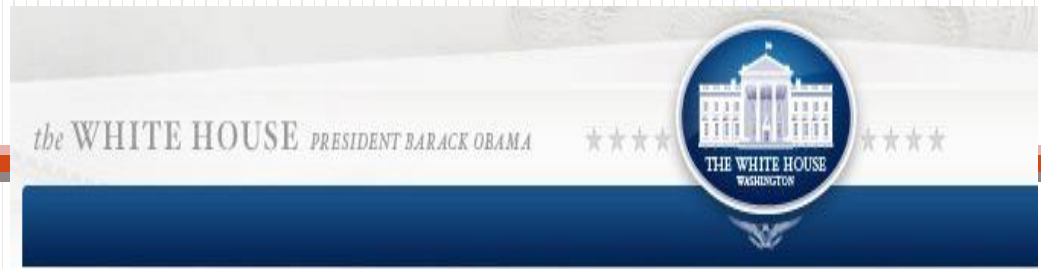 the WHITE HOUSE PRESIDENT BARACK OBAMA
THE WHITE HOUSE
WASHINGTON